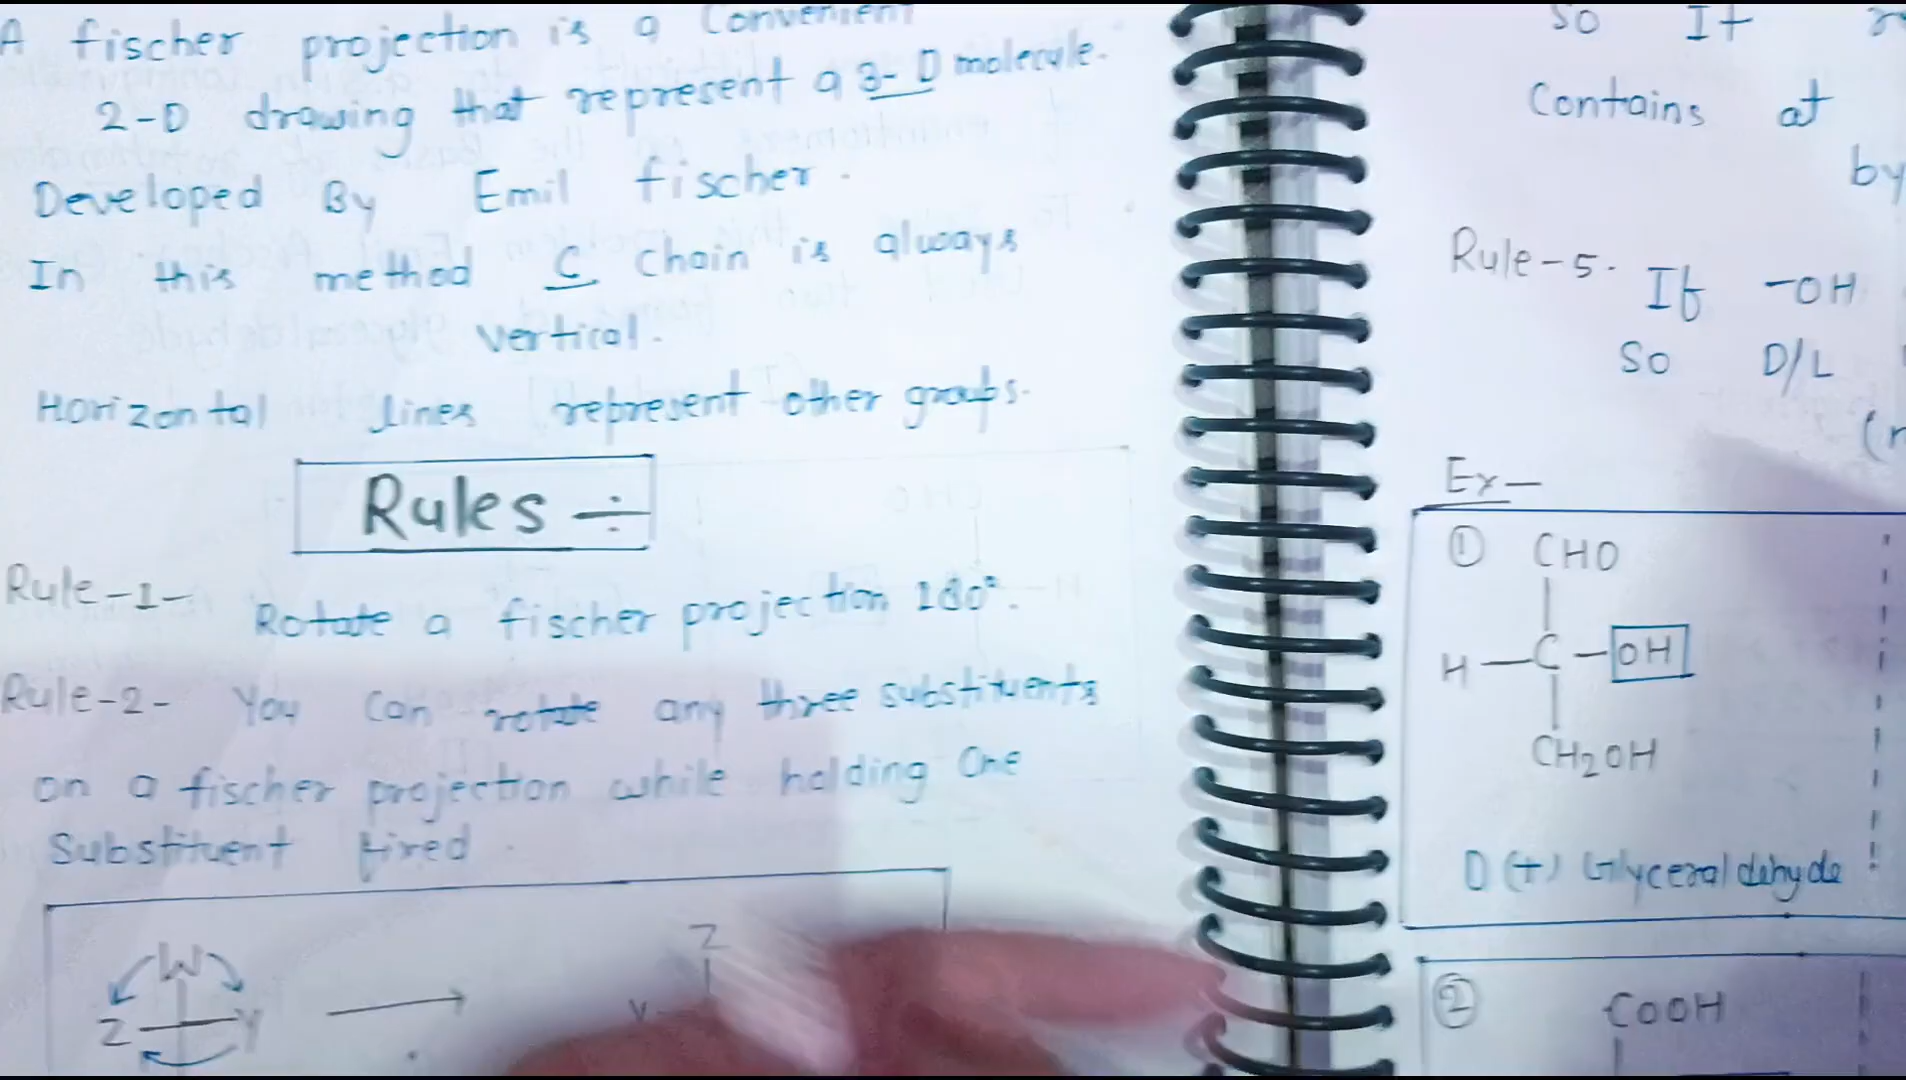 A fischer projection is a Convenient
2-D drawing that represent a 3-D molecule.
Developed By Emil fischer.
In this method C Chain is always
vertical.
Horizontal lines represent other groups.
Rules ÷
Rule-1- Rotate a fischer projection 180°.
Rule-2- You can rotate any three substituents
on a fischer projection while holding one
Substituent fixed
W
Z Y
Z
So It
Contains at
by
Rule-5. If -OH
So D/L
Ex-
① CHO
H-C-OH
CH2OH
D(+) Glyceraldehyde
② COOH